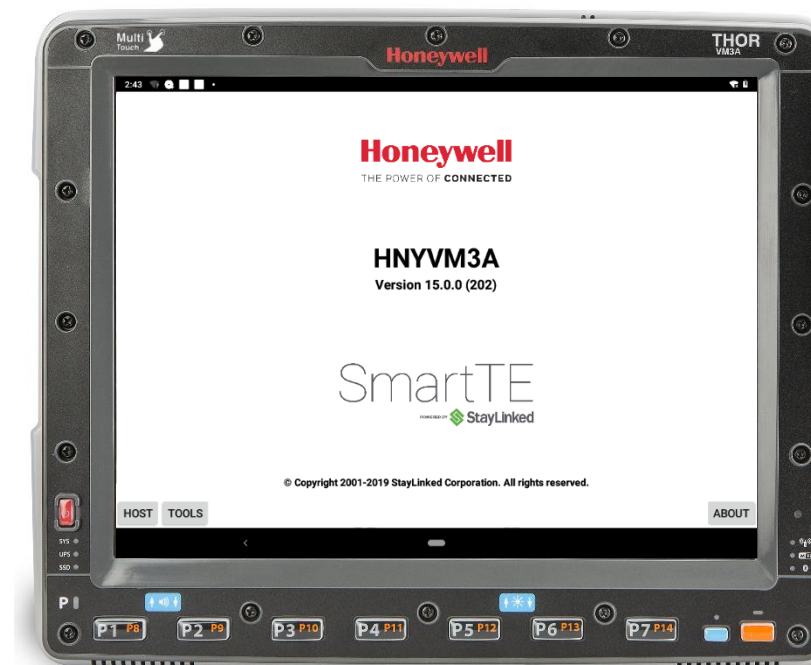 Multi
Touch
Honeywell
THOR
VM3A
2:43
Honeywell
THE POWER OF CONNECTED
HNYVM3A
Version 15.0.0 (202)
SmartTE
POWERED BY StayLinked
© Copyright 2001-2019 StayLinked Corporation. All rights reserved.
HOST TOOLS ABOUT
SYS
UPS
SSD
P
P1 P8 P2 P9 P3 P10 P4 P11 P5 P12 P6 P13 P7 P14